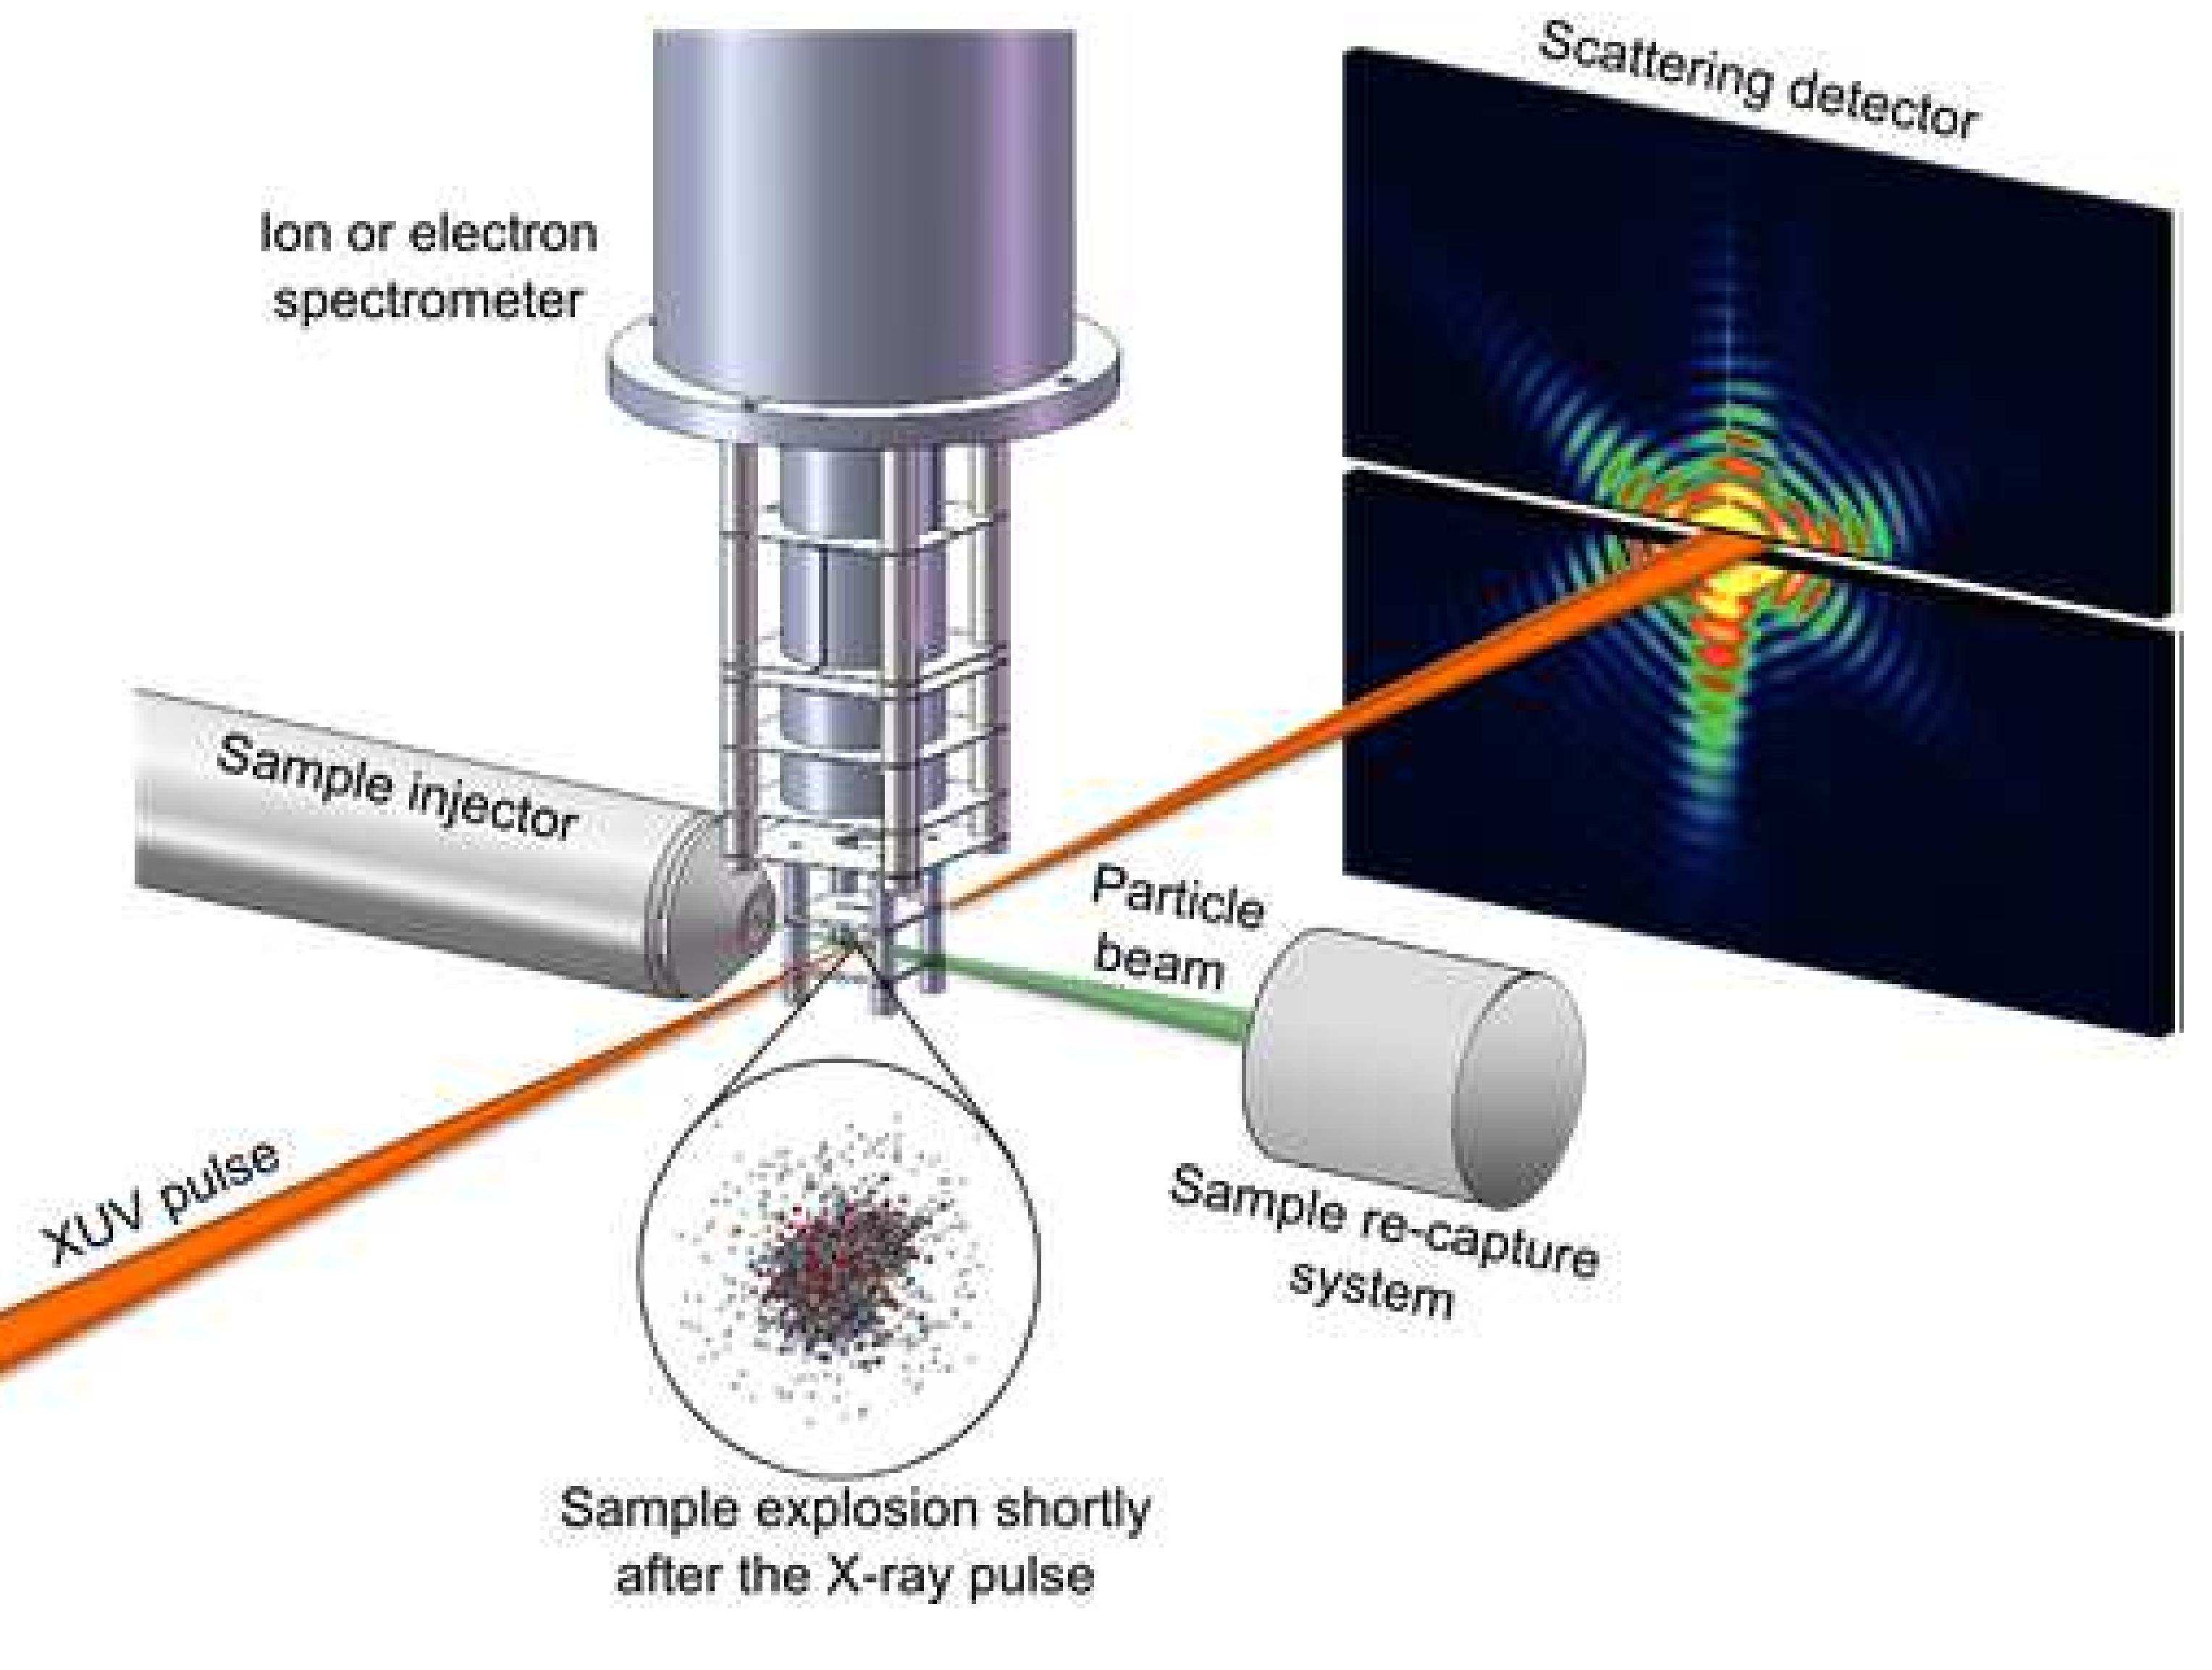 Scattering detector
Ion or electron
spectrometer
Sample injector
Particle
beam
XUV pulse
Sample re-capture
system
Sample explosion shortly
after the X-ray pulse